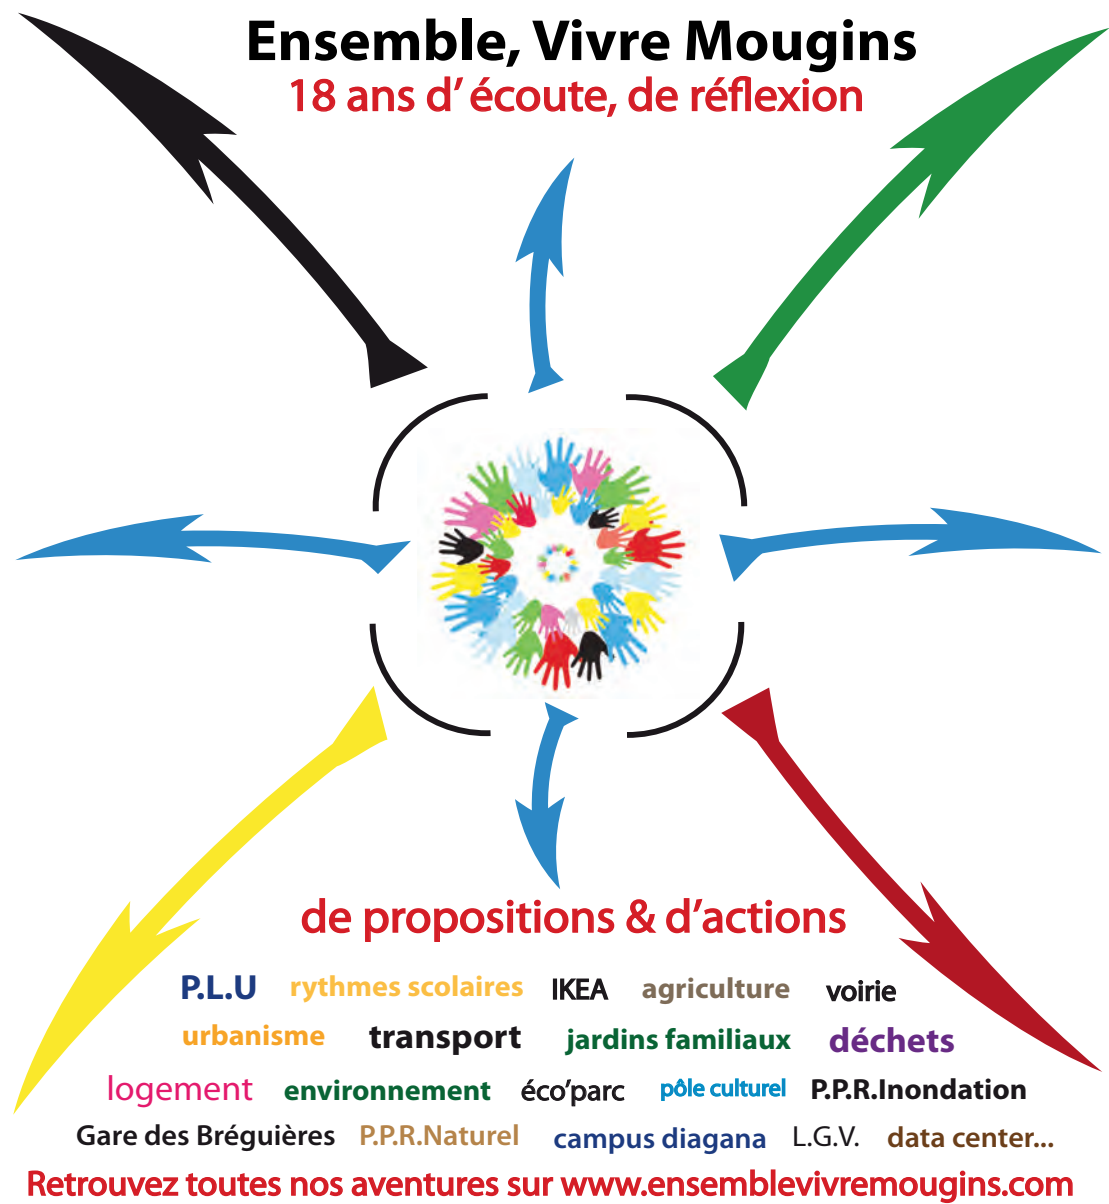 Ensemble, Vivre Mougins
18 ans d' écoute, de réflexion
de propositions & d'actions
P.L.U rythmes scolaires IKEA agriculture voirie
urbanisme transport jardins familiaux déchets
logement environnement éco'parc pôle culturel P.P.R.Inondation
Gare des Bréguières P.P.R.Naturel campus diagana L.G.V. data center...
Retrouvez toutes nos aventures sur www.ensemblevivremougins.com